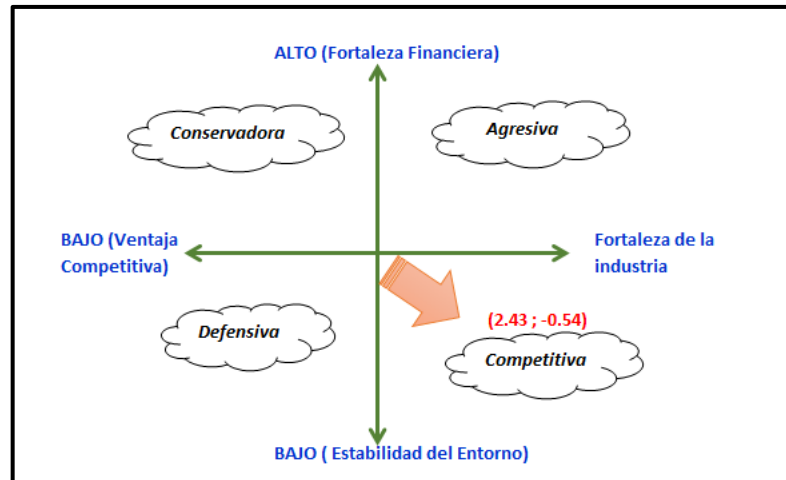 ALTO (Fortaleza Financiera)
Conservadora
Agresiva
BAJO (Ventaja
Competitiva)
Fortaleza de la
industria
Defensiva
(2.43 ; -0.54)
Competitiva
BAJO ( Estabilidad del Entorno)